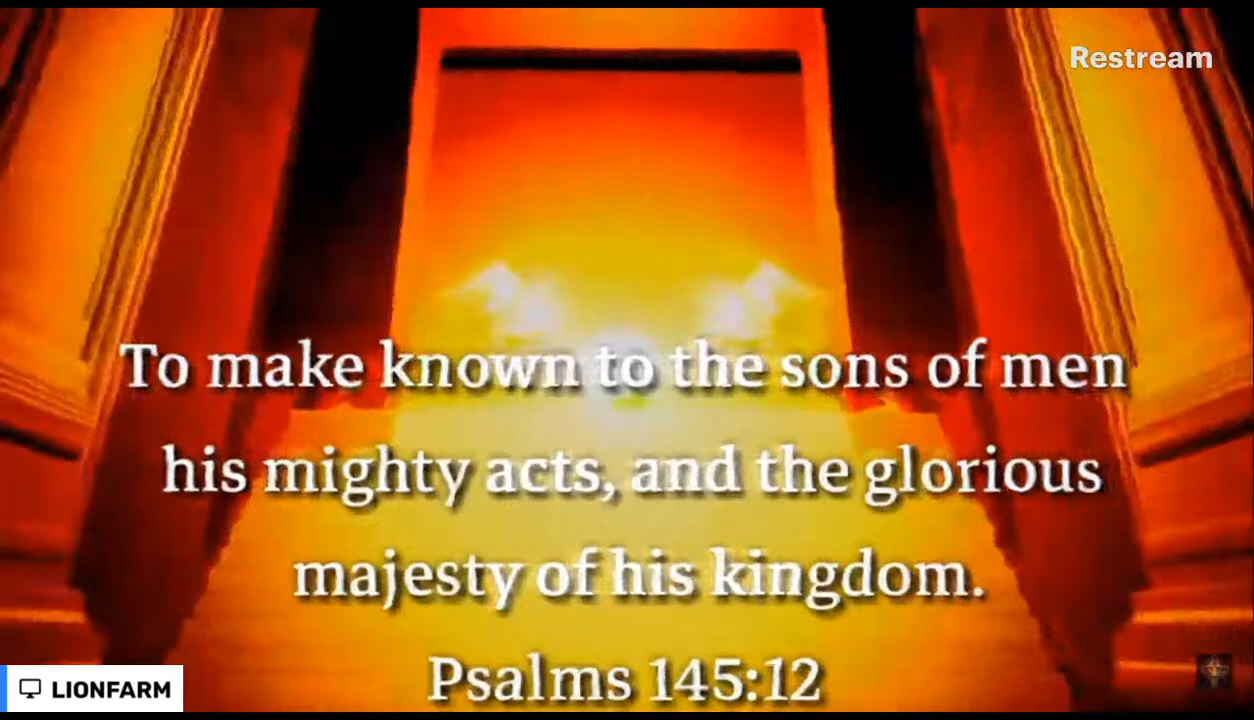 Restream
To make known to the sons of men
his mighty acts, and the glorious
majesty of his kingdom.
Psalms 145:12
LIONFARM